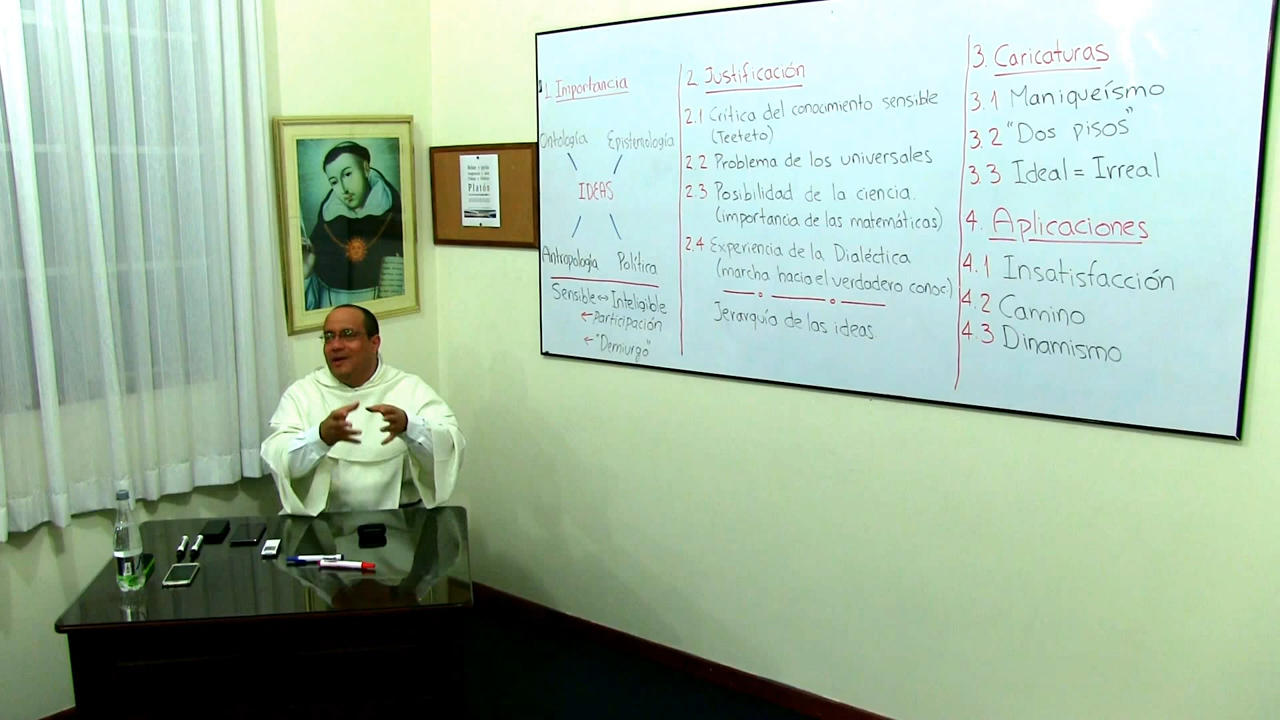 Platón
1. Importancia
Ontología Epistemología
IDEAS
Antropología Política
Sensible ↔ Inteligible
← Participación
← "Demiurgo"
2. Justificación
2.1 Crítica del conocimiento sensible
(Teeteto)
2.2 Problema de los universales
2.3 Posibilidad de la ciencia.
(importancia de las matemáticas)
2.4 Experiencia de la Dialéctica
(marcha hacia el verdadero conoc.)
Jerarquía de las ideas.
3. Caricaturas
3.1 Maniqueísmo
3.2 "Dos pisos"
3.3 Ideal = Irreal
4. Aplicaciones
4.1 Insatisfacción
4.2 Camino
4.3 Dinamismo